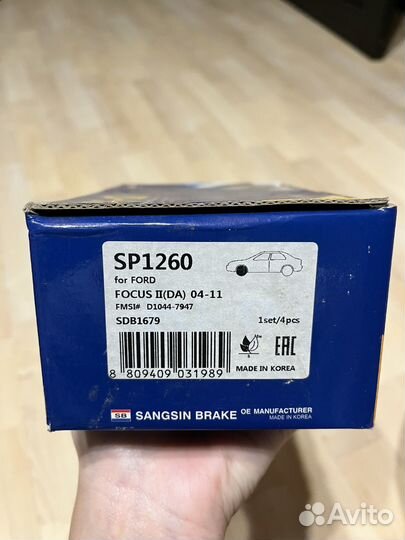 SP1260
for FORD
FOCUS II(DA) 04-11
FMSI# D1044-7947
SDB1679
1set/4pcs
8 809409 031989
EAC
MADE IN KOREA
SB SANGSIN BRAKE OE MANUFACTURER
MADE IN KOREA
Avito